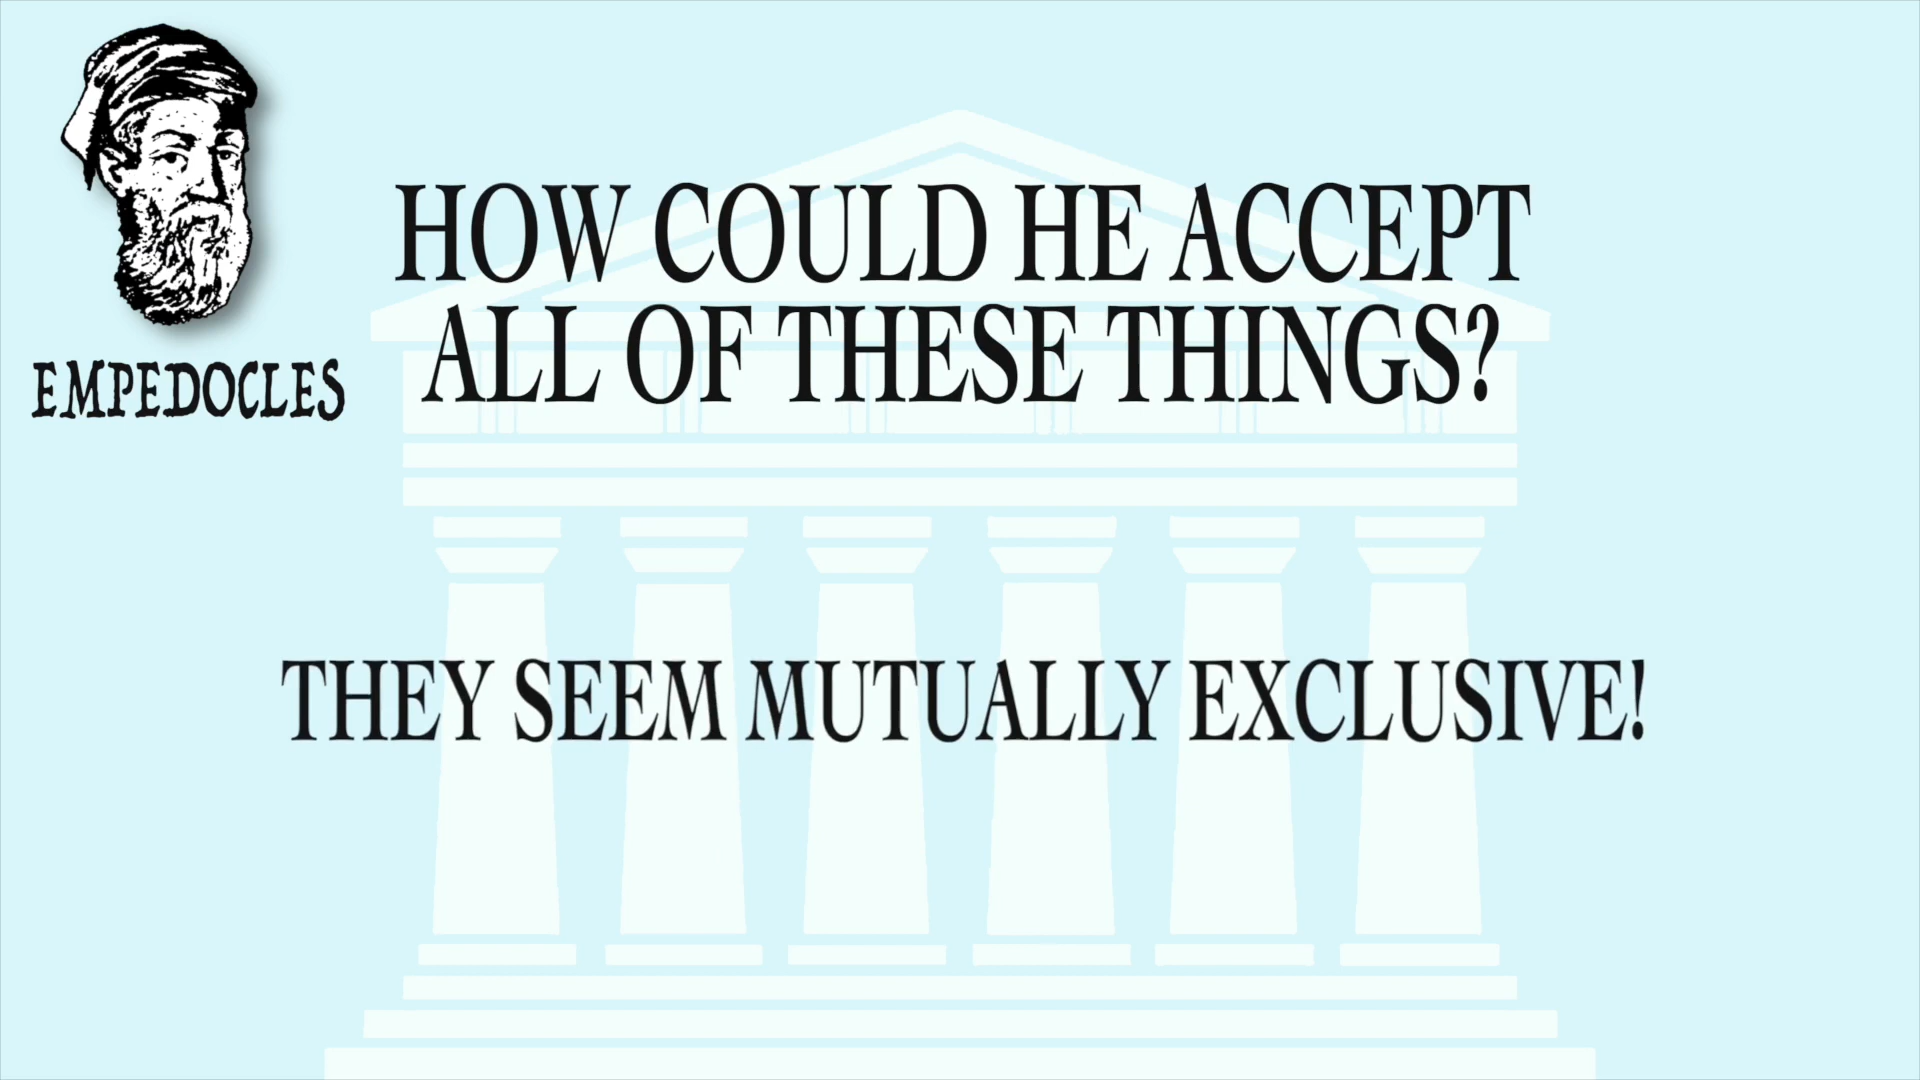 EMPEDOCLES
HOW COULD HE ACCEPT
ALL OF THESE THINGS?
THEY SEEM MUTUALLY EXCLUSIVE!